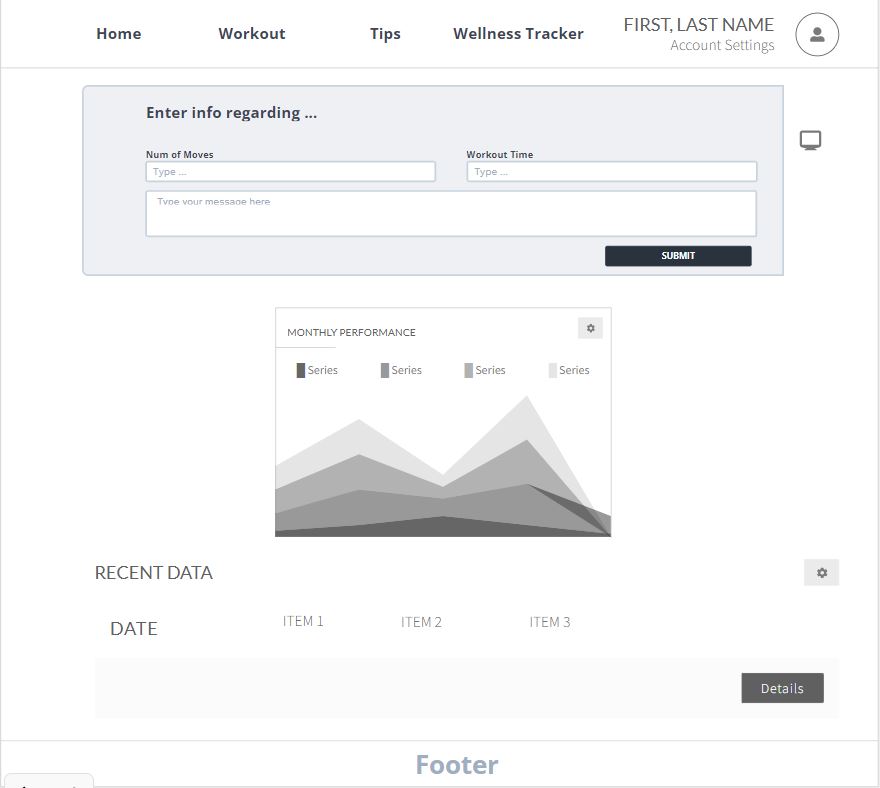 Home Workout Tips Wellness Tracker FIRST, LAST NAME
Account Settings
Enter info regarding ...
Num of Moves Workout Time
Type ... Type ...
Type your message here
SUBMIT
MONTHLY PERFORMANCE
Series Series Series Series
RECENT DATA
DATE ITEM 1 ITEM 2 ITEM 3
Details
Footer